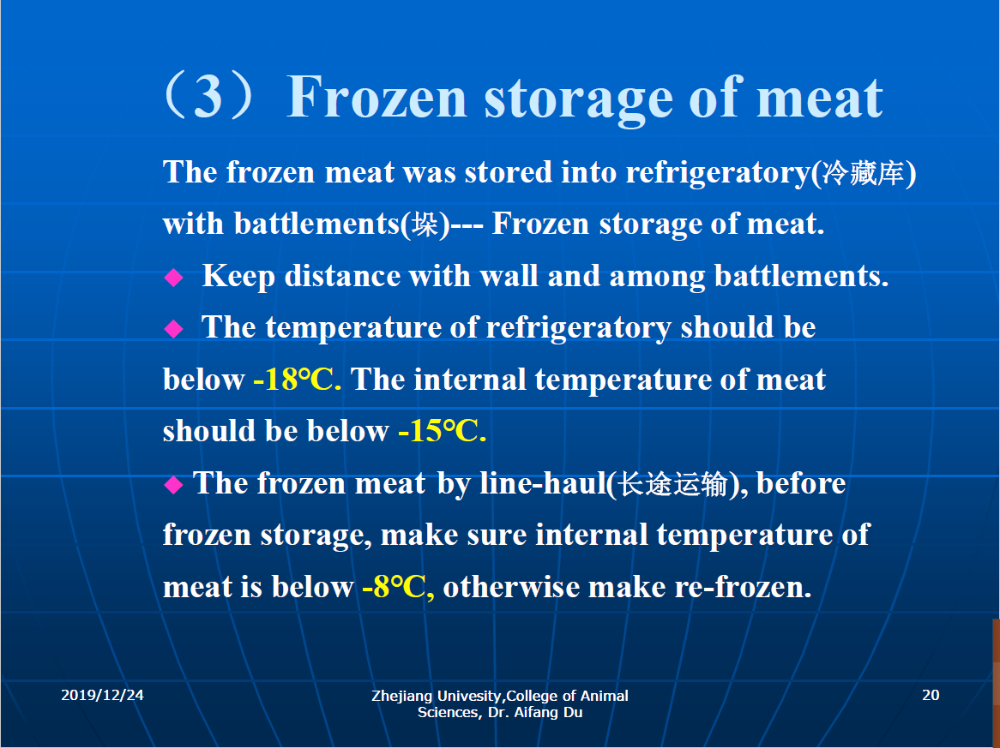 （3）Frozen storage of meat
The frozen meat was stored into refrigeratory(冷藏库)
with battlements(垛)--- Frozen storage of meat.
◆ Keep distance with wall and among battlements.
◆ The temperature of refrigeratory should be
below -18℃. The internal temperature of meat
should be below -15℃.
◆ The frozen meat by line-haul(长途运输), before
frozen storage, make sure internal temperature of
meat is below -8℃, otherwise make re-frozen.
2019/12/24
Zhejiang Univesity,College of Animal
Sciences, Dr. Aifang Du
20